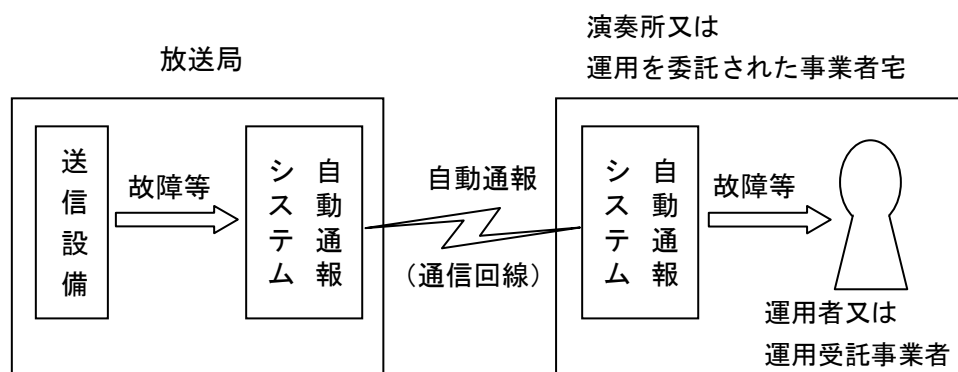 放送局
演奏所又は
運用を委託された事業者宅
送信設備
故障等
自動通報
システム
自動通報
（通信回線）
自動通報
システム
故障等
運用者又は
運用受託事業者